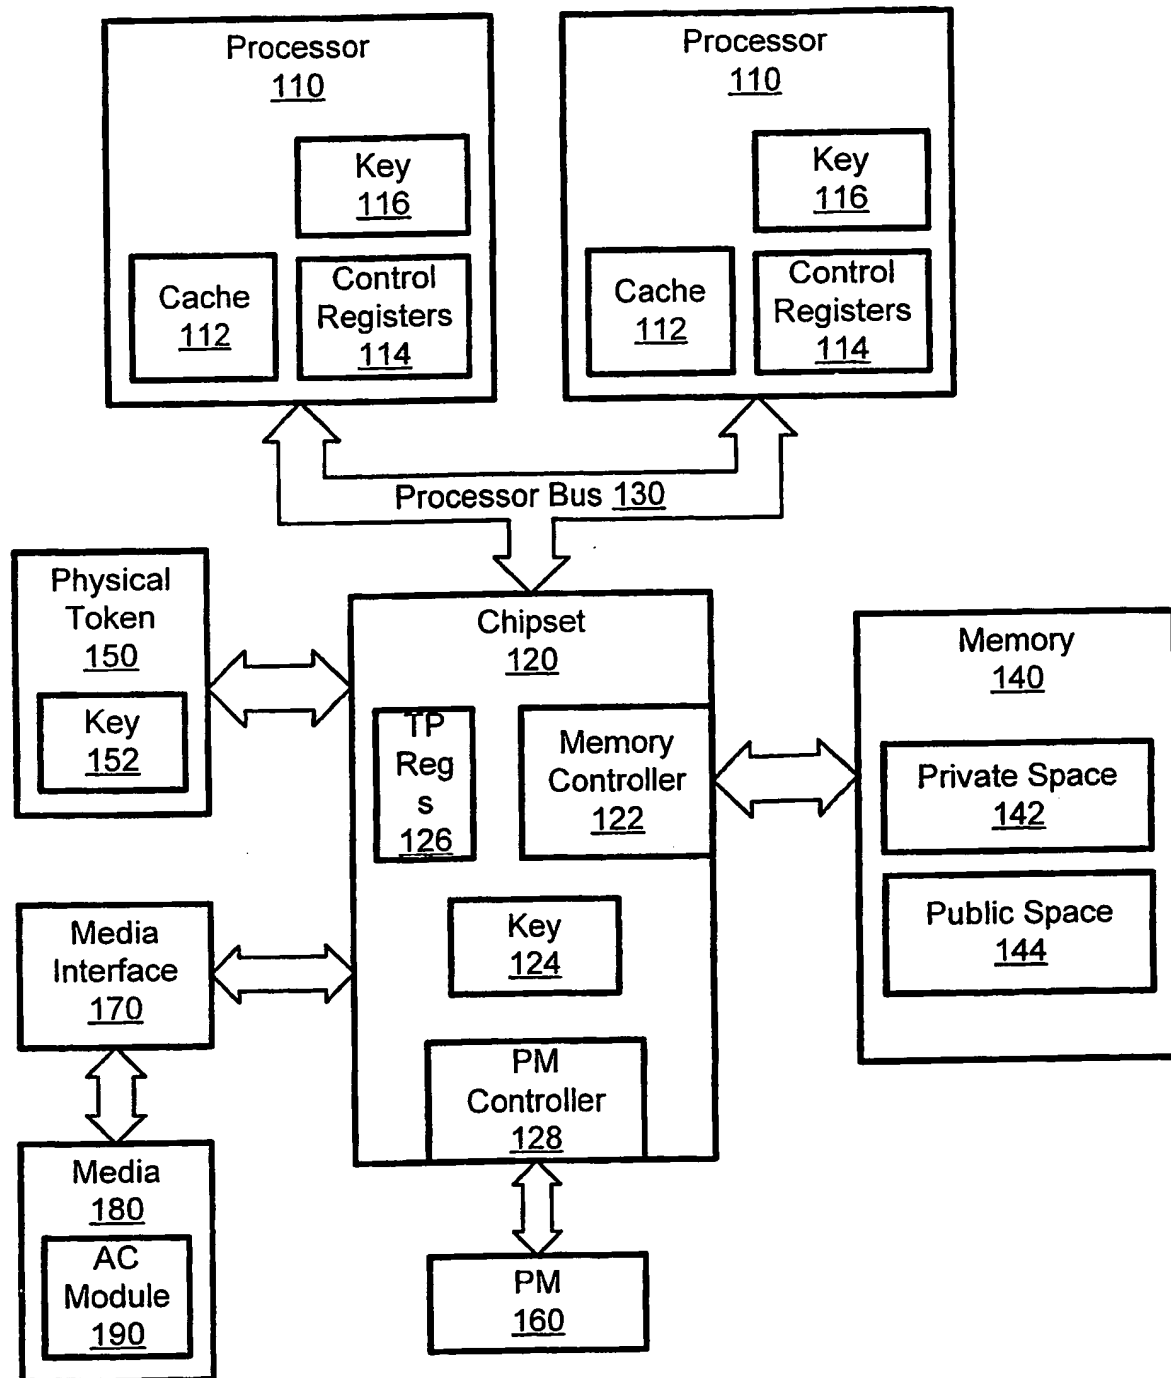 Processor
110
Key
116
Cache
112
Control
Registers
114
Processor
110
Key
116
Cache
112
Control
Registers
114
Processor Bus 130
Physical
Token
150
Key
152
Chipset
120
TP
Reg
s
126
Memory
Controller
122
Key
124
PM
Controller
128
Memory
140
Private Space
142
Public Space
144
Media
Interface
170
Media
180
AC
Module
190
PM
160